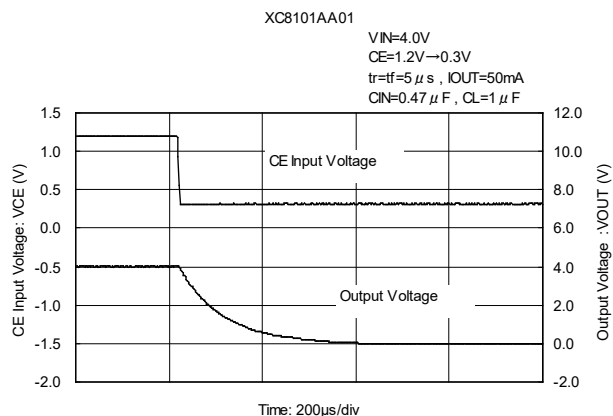 XC8101AA01
VIN=4.0V
CE=1.2V→0.3V
tr=tf=5μs , IOUT=50mA
CIN=0.47μF , CL=1μF
1.5 12.0
1.0 10.0
0.5 8.0
0.0 6.0
-0.5 4.0
-1.0 2.0
-1.5 0.0
-2.0 -2.0
CE Input Voltage: VCE (V)
Output Voltage :VOUT (V)
CE Input Voltage
Output Voltage
Time: 200μs/div